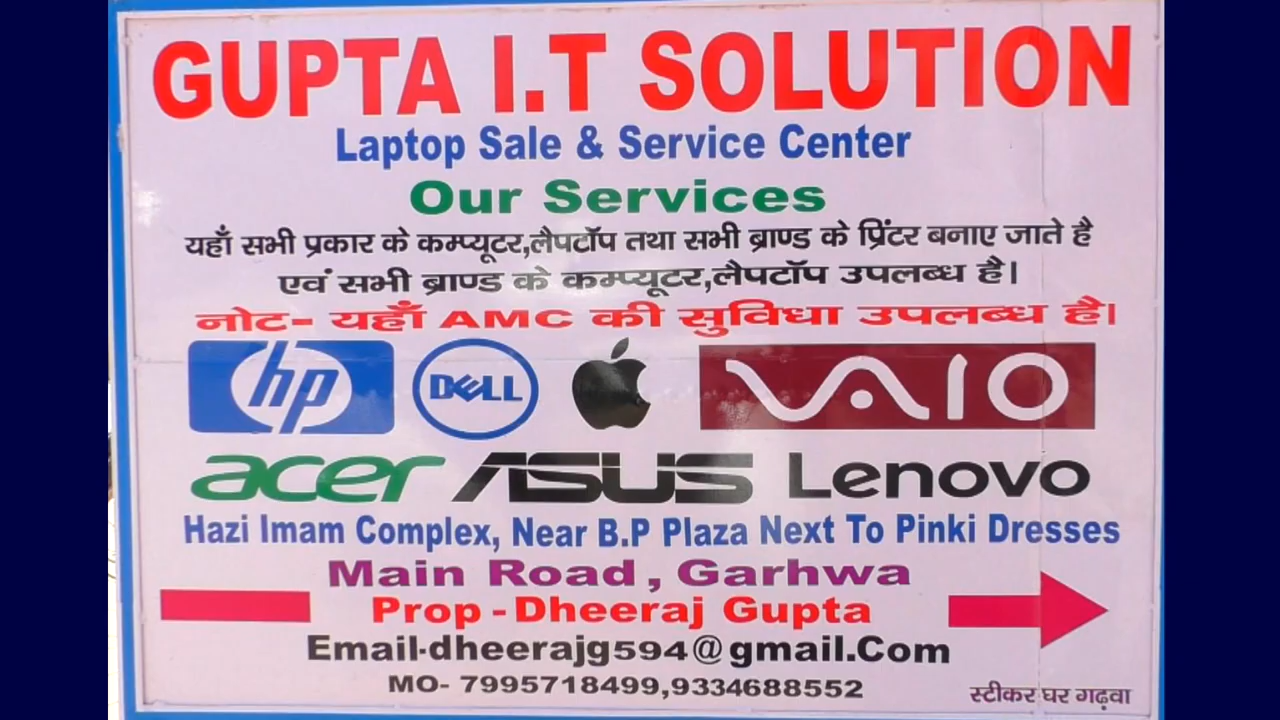 GUPTA I.T SOLUTION
Laptop Sale & Service Center
Our Services
यहाँ सभी प्रकार के कम्प्यूटर,लैपटॉप तथा सभी ब्राण्ड के प्रिंटर बनाए जाते है
एवं सभी ब्राण्ड के कम्प्यूटर,लैपटॉप उपलब्ध है।
नोट- यहाँ AMC की सुविधा उपलब्ध है।
hp DELL VAIO
acer ASUS Lenovo
Hazi Imam Complex, Near B.P Plaza Next To Pinki Dresses
Main Road, Garhwa
Prop - Dheeraj Gupta
Email-dheerajg594@gmail.Com
MO- 7995718499,9334688552
स्टीकर घर गढ़वा